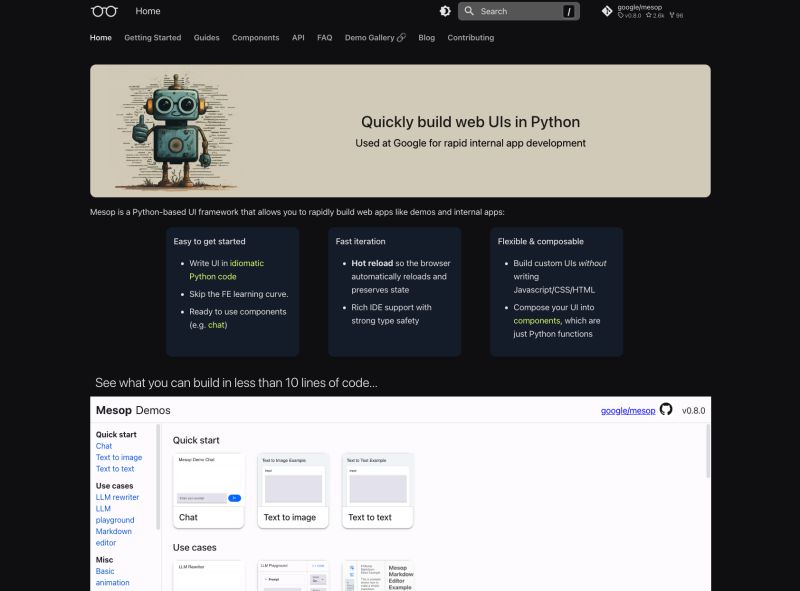 Home
Search
/
google/mesop
v0.8.0 2.6k 96
Home Getting Started Guides Components API FAQ Demo Gallery Blog Contributing
Quickly build web UIs in Python
Used at Google for rapid internal app development
Mesop is a Python-based UI framework that allows you to rapidly build web apps like demos and internal apps:
Easy to get started
• Write UI in idiomatic
Python code
• Skip the FE learning curve.
• Ready to use components
(e.g. chat)
Fast iteration
• Hot reload so the browser
automatically reloads and
preserves state
• Rich IDE support with
strong type safety
Flexible & composable
• Build custom UIs without
writing
Javascript/CSS/HTML
• Compose your UI into
components, which are
just Python functions
See what you can build in less than 10 lines of code...
Mesop Demos
google/mesop
v0.8.0
Quick start
Chat
Text to image
Text to text
Use cases
LLM rewriter
LLM
playground
Markdown
editor
Misc
Basic
animation
Quick start
Mesop Demo Chat
Chat
Text to Image Example
Input
Text to image
Text to Text Example
Input
Text to text
Use cases
LLM Rewriter
LLM Playground
Prompt
Mesop
Markdown
Editor
Example